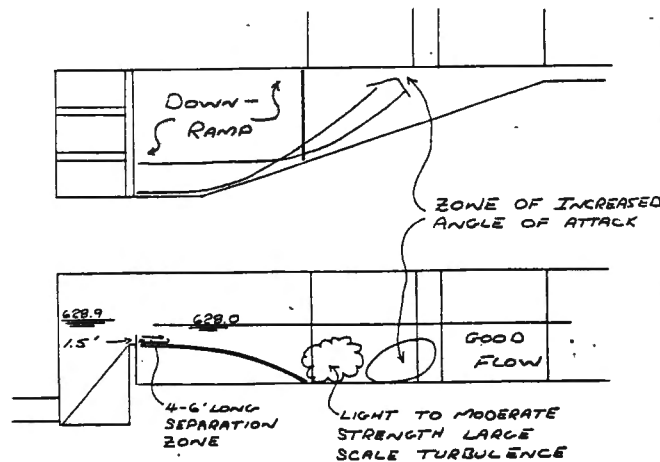 DOWN-
RAMP
ZONE OF INCREASED
ANGLE OF ATTACK
628.9
628.0
1.5'
GOOD
FLOW
4-6' LONG
SEPARATION
ZONE
LIGHT TO MODERATE
STRENGTH LARGE
SCALE TURBULENCE